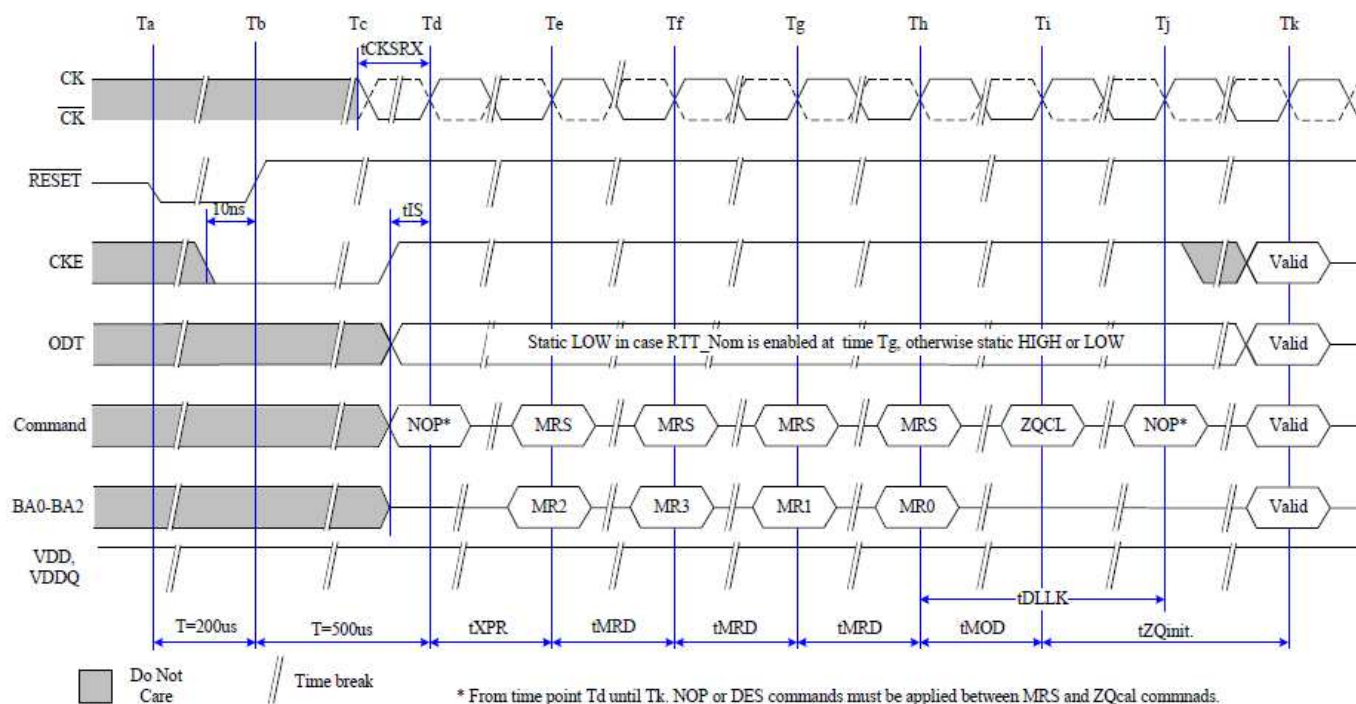 Ta Tb Tc Td Te Tf Tg Th Ti Tj Tk
tCKSRX
CK
CK
RESET
10ns
tIS
CKE
Valid
ODT
Static LOW in case RTT_Nom is enabled at time Tg, otherwise static HIGH or LOW
Valid
Command
NOP* MRS MRS MRS MRS ZQCL NOP* Valid
BA0-BA2
MR2 MR3 MR1 MR0 Valid
VDD,
VDDQ
tDLLK
T=200us T=500us tXPR tMRD tMRD tMRD tMOD tZQinit.
Do Not
Care
Time break
* From time point Td until Tk. NOP or DES commands must be applied between MRS and ZQcal commnads.